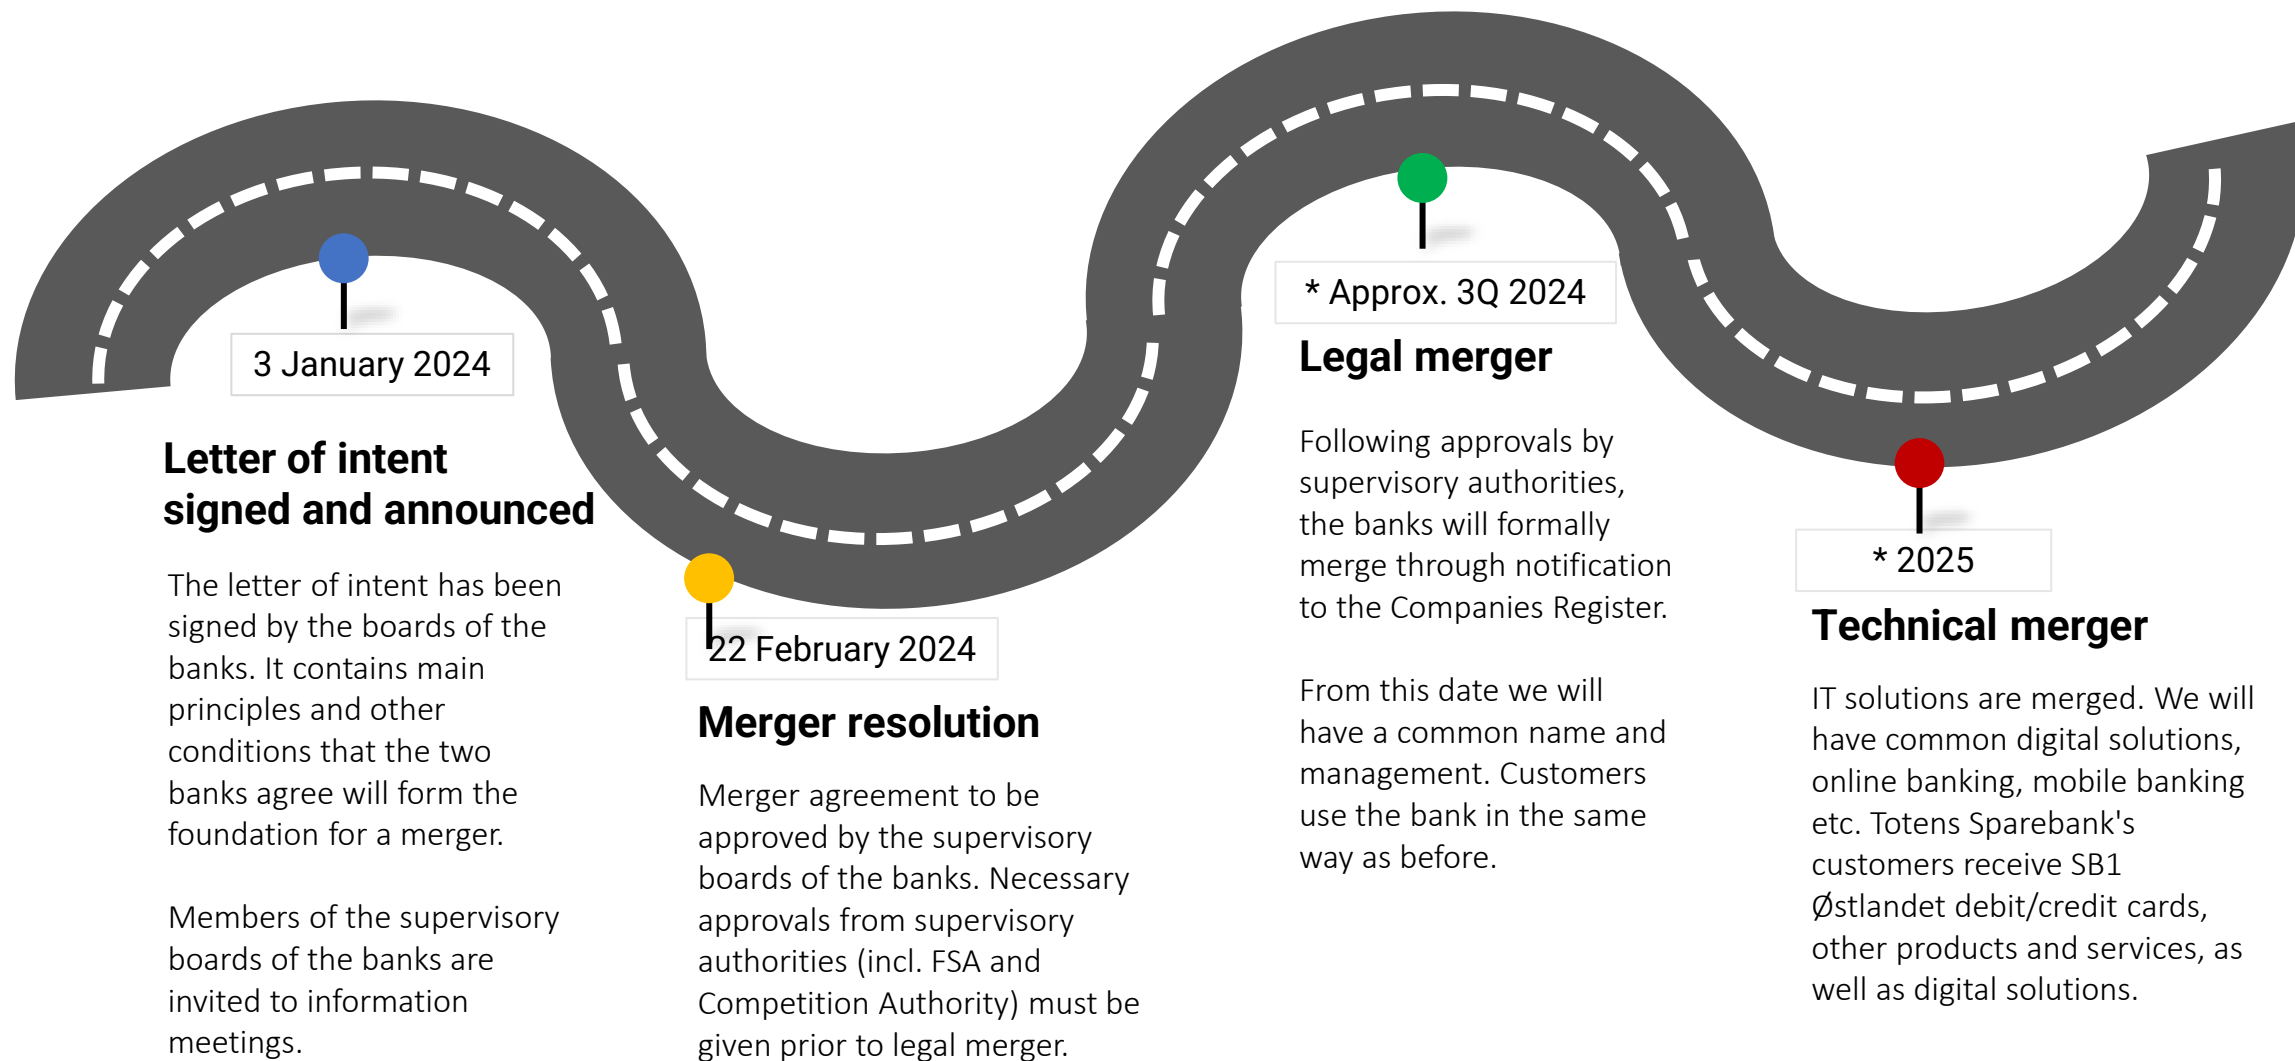 3 January 2024
Letter of intent
signed and announced
The letter of intent has been
signed by the boards of the
banks. It contains main
principles and other
conditions that the two
banks agree will form the
foundation for a merger.
Members of the supervisory
boards of the banks are
invited to information
meetings.
22 February 2024
Merger resolution
Merger agreement to be
approved by the supervisory
boards of the banks. Necessary
approvals from supervisory
authorities (incl. FSA and
Competition Authority) must be
given prior to legal merger.
* Approx. 3Q 2024
Legal merger
Following approvals by
supervisory authorities,
the banks will formally
merge through notification
to the Companies Register.
From this date we will
have a common name and
management. Customers
use the bank in the same
way as before.
* 2025
Technical merger
IT solutions are merged. We will
have common digital solutions,
online banking, mobile banking
etc. Totens Sparebank's
customers receive SB1
Østlandet debit/credit cards,
other products and services, as
well as digital solutions.